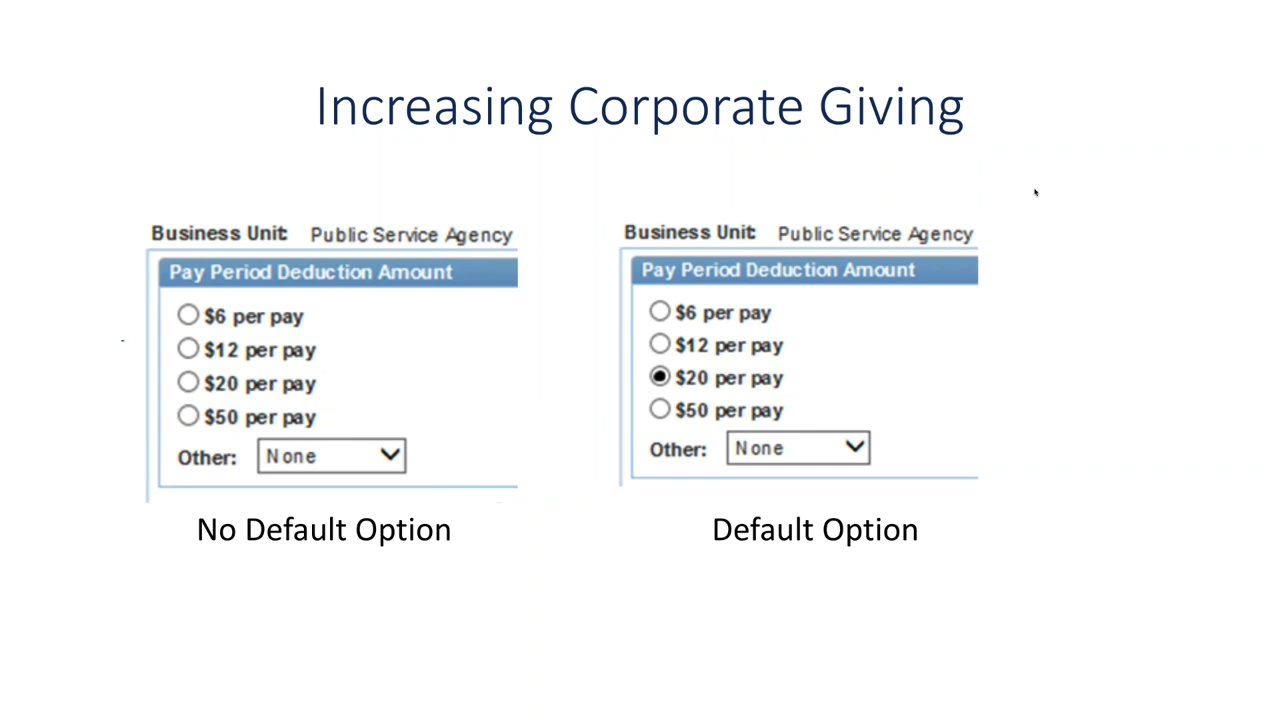 Increasing Corporate Giving
Business Unit: Public Service Agency
Pay Period Deduction Amount
$6 per pay
$12 per pay
$20 per pay
$50 per pay
Other: None
No Default Option
Business Unit: Public Service Agency
Pay Period Deduction Amount
$6 per pay
$12 per pay
$20 per pay
$50 per pay
Other: None
Default Option